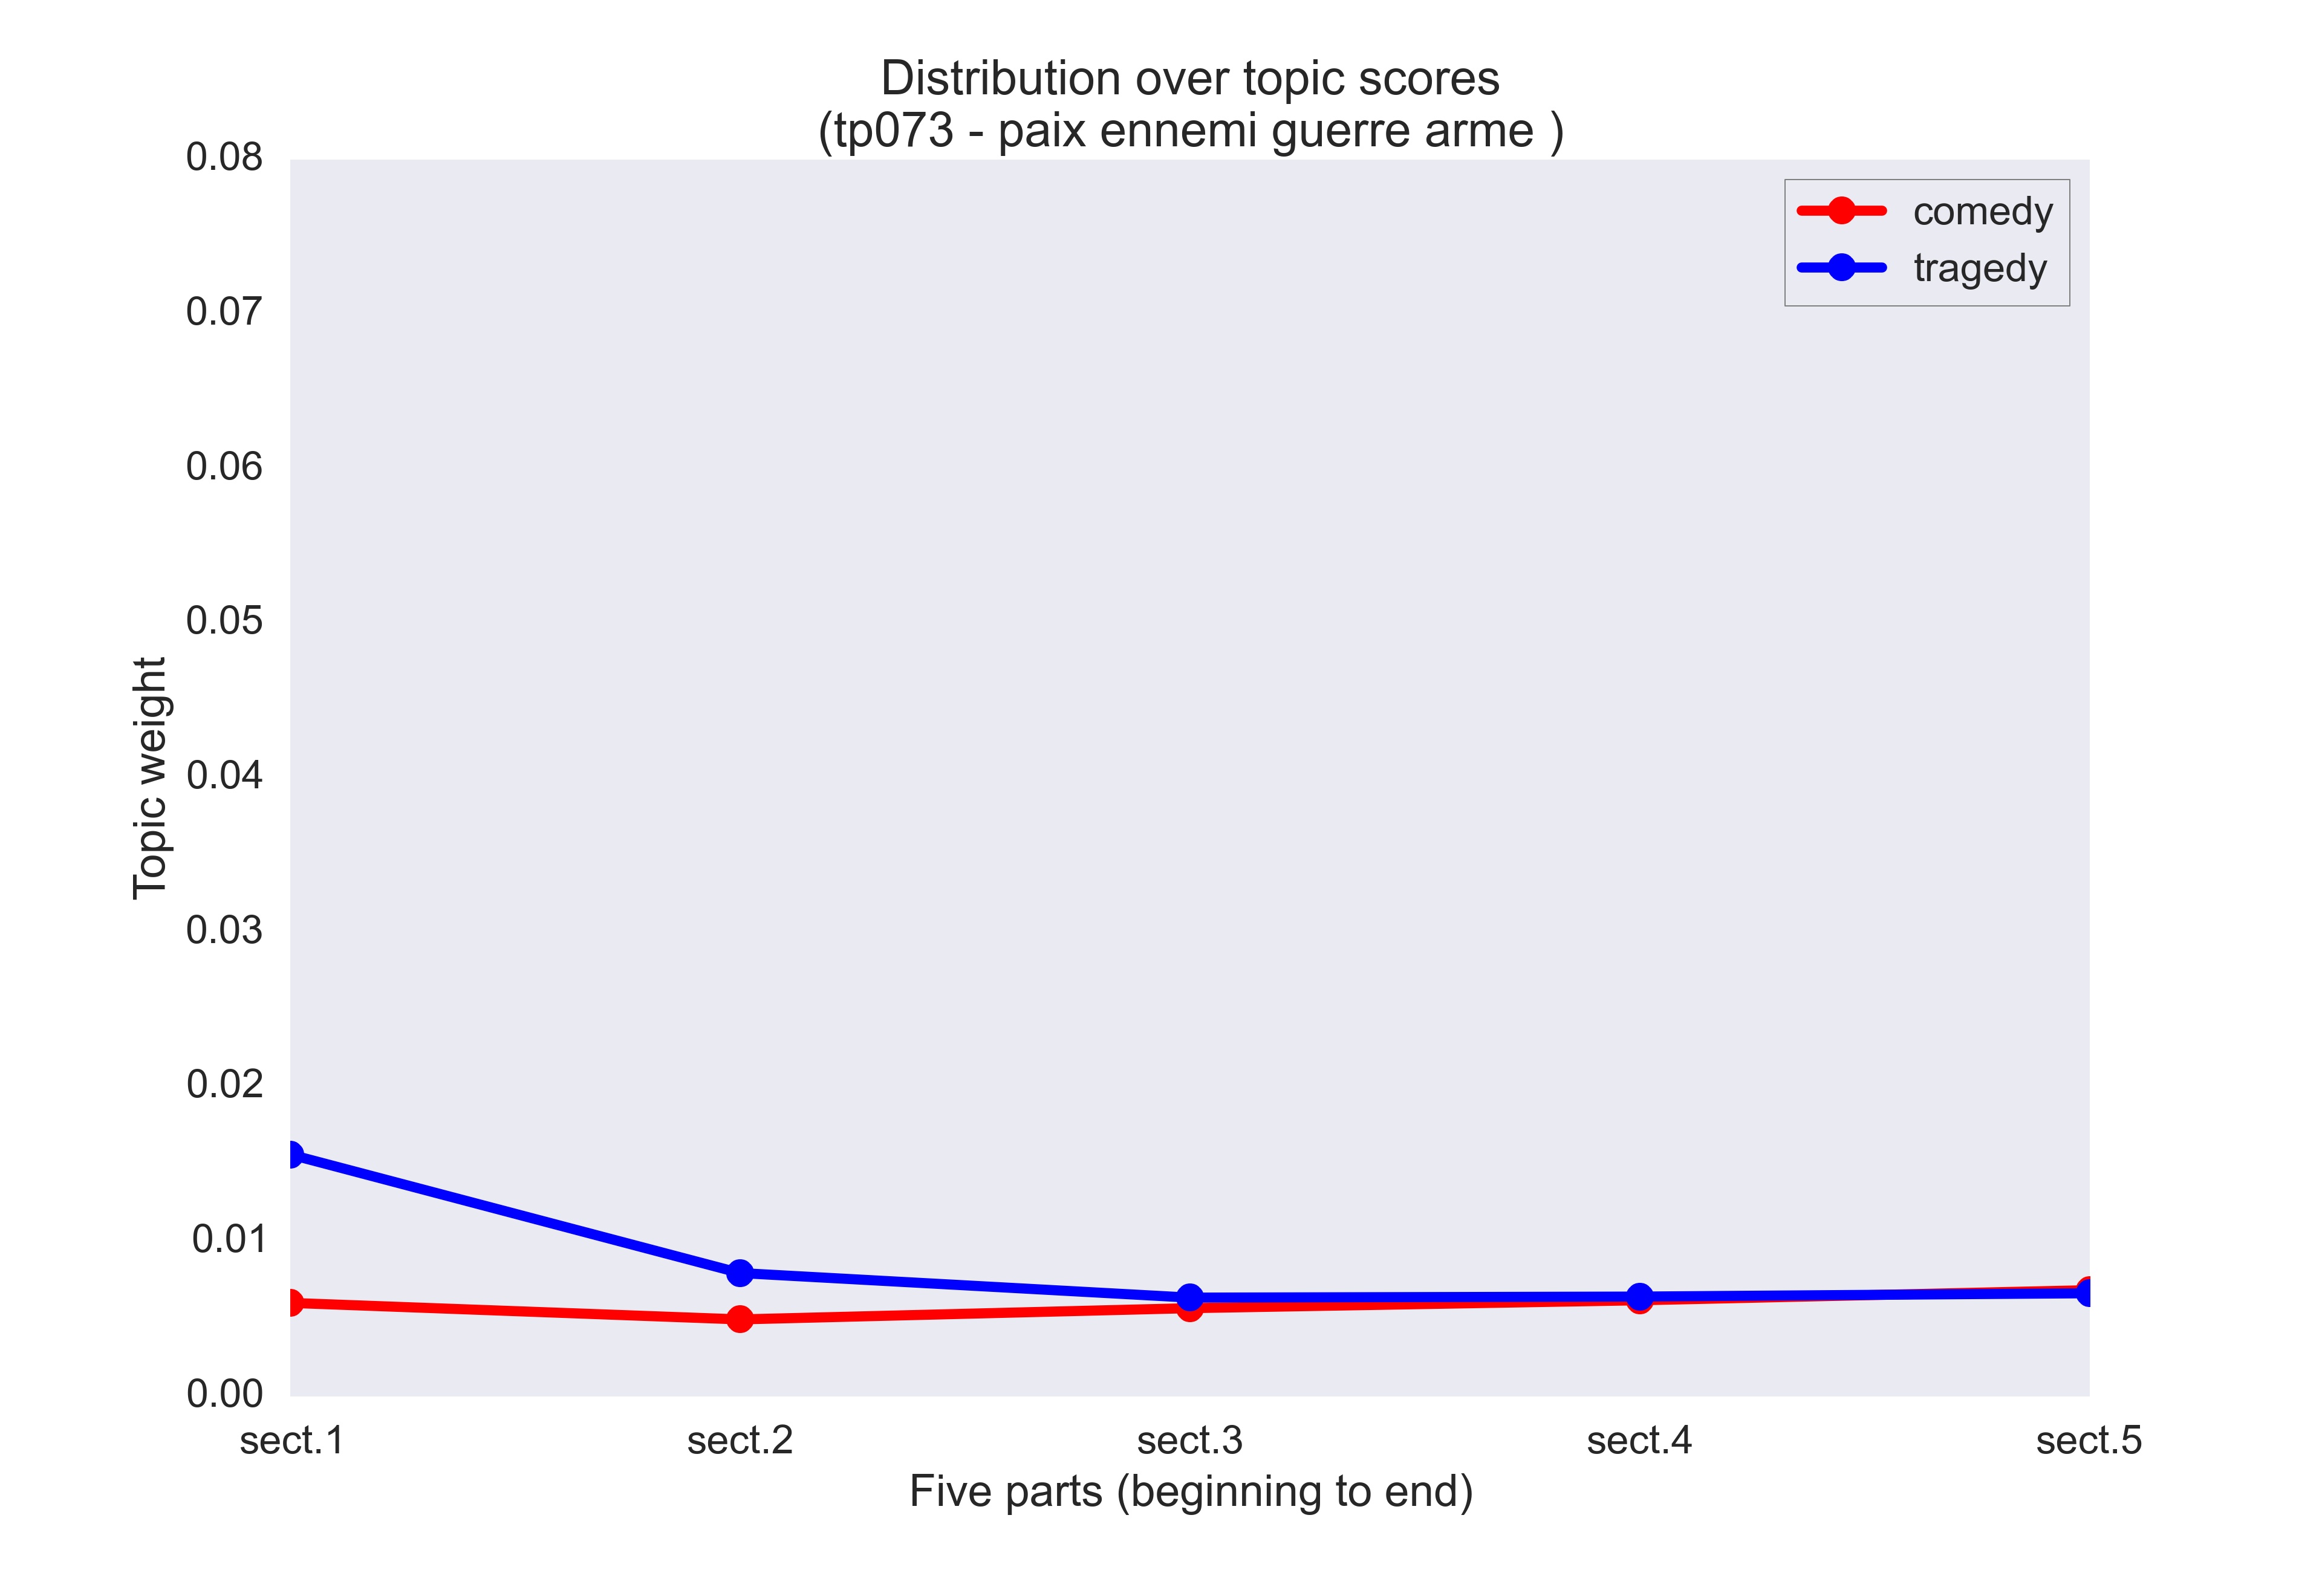 Distribution over topic scores
(tp073 - paix ennemi guerre arme )
0.08
0.07
0.06
0.05
0.04
0.03
0.02
0.01
0.00
Topic weight
comedy
tragedy
sect.1 sect.2 sect.3 sect.4 sect.5
Five parts (beginning to end)